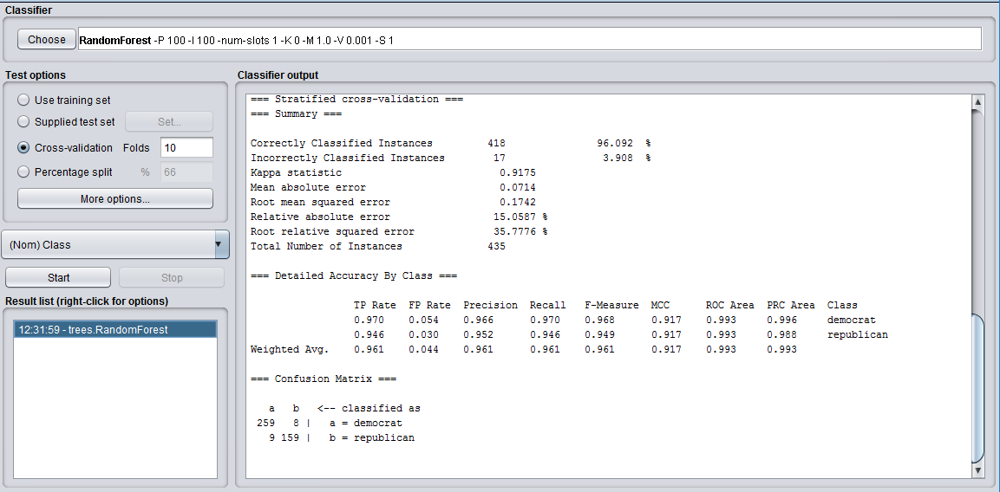 Classifier
Choose RandomForest -P 100 -I 100 -num-slots 1 -K 0 -M 1.0 -V 0.001 -S 1
Test options
Use training set
Supplied test set Set...
Cross-validation Folds 10
Percentage split % 66
More options...
(Nom) Class
Start Stop
Result list (right-click for options)
12:31:59 - trees.RandomForest
Classifier output
=== Stratified cross-validation ===
=== Summary ===
Correctly Classified Instances 418 96.092 %
Incorrectly Classified Instances 17 3.908 %
Kappa statistic 0.9175
Mean absolute error 0.0714
Root mean squared error 0.1742
Relative absolute error 15.0587 %
Root relative squared error 35.7776 %
Total Number of Instances 435
=== Detailed Accuracy By Class ===
TP Rate FP Rate Precision Recall F-Measure MCC ROC Area PRC Area Class
0.970 0.054 0.966 0.970 0.968 0.917 0.993 0.996 democrat
0.946 0.030 0.952 0.946 0.949 0.917 0.993 0.988 republican
Weighted Avg. 0.961 0.044 0.961 0.961 0.961 0.917 0.993 0.993
=== Confusion Matrix ===
a b <-- classified as
259 8 | a = democrat
9 159 | b = republican